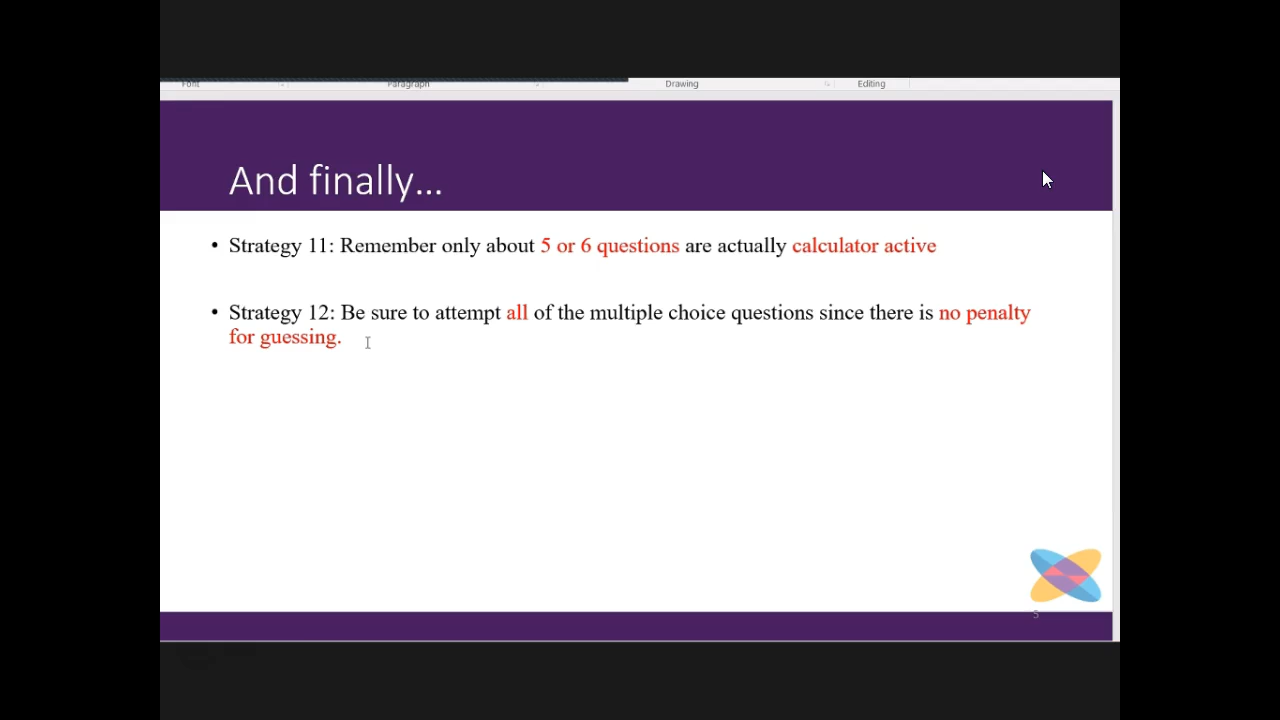 Font Paragraph Drawing Editing
And finally...
• Strategy 11: Remember only about 5 or 6 questions are actually calculator active
• Strategy 12: Be sure to attempt all of the multiple choice questions since there is no penalty
for guessing.
5